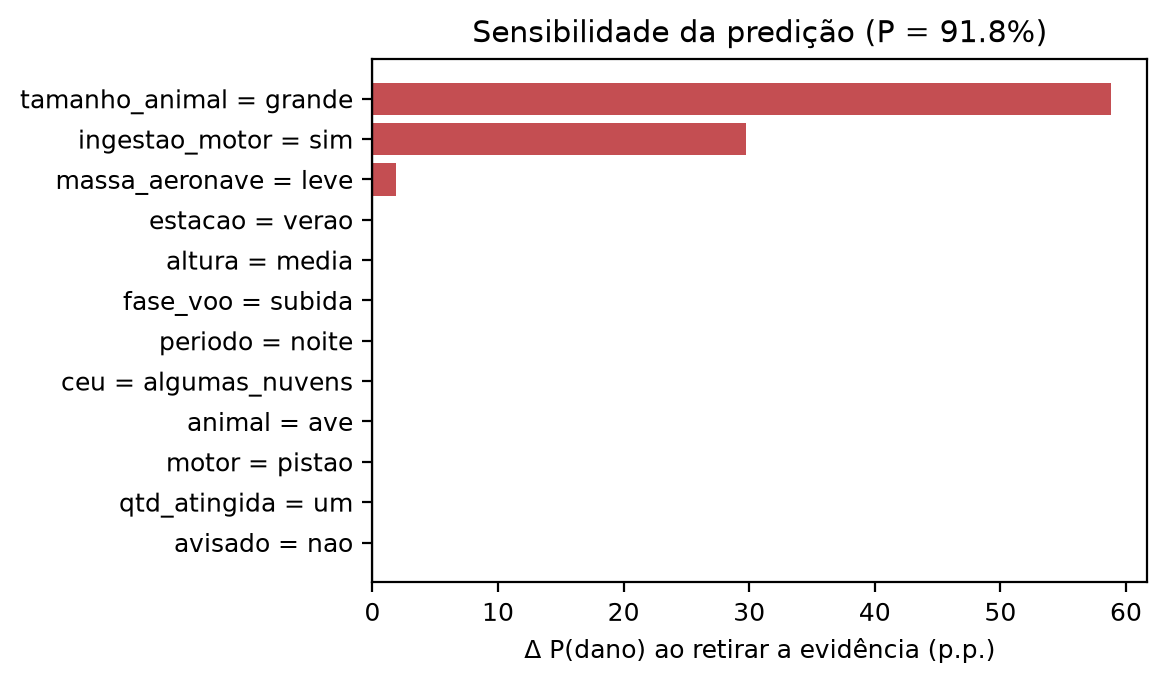 Sensibilidade da predição (P = 91.8%)
tamanho_animal = grande
ingestao_motor = sim
massa_aeronave = leve
estacao = verao
altura = media
fase_voo = subida
periodo = noite
ceu = algumas_nuvens
animal = ave
motor = pistao
qtd_atingida = um
avisado = nao
0 10 20 30 40 50 60
Δ P(dano) ao retirar a evidência (p.p.)